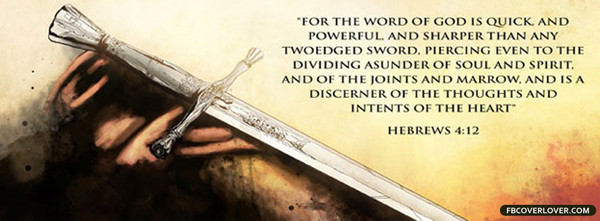 "FOR THE WORD OF GOD IS QUICK, AND
POWERFUL, AND SHARPER THAN ANY
TWOEDGED SWORD, PIERCING EVEN TO THE
DIVIDING ASUNDER OF SOUL AND SPIRIT,
AND OF THE JOINTS AND MARROW, AND IS A
DISCERNER OF THE THOUGHTS AND
INTENTS OF THE HEART"
HEBREWS 4:12
FBCOVERLOVER.COM